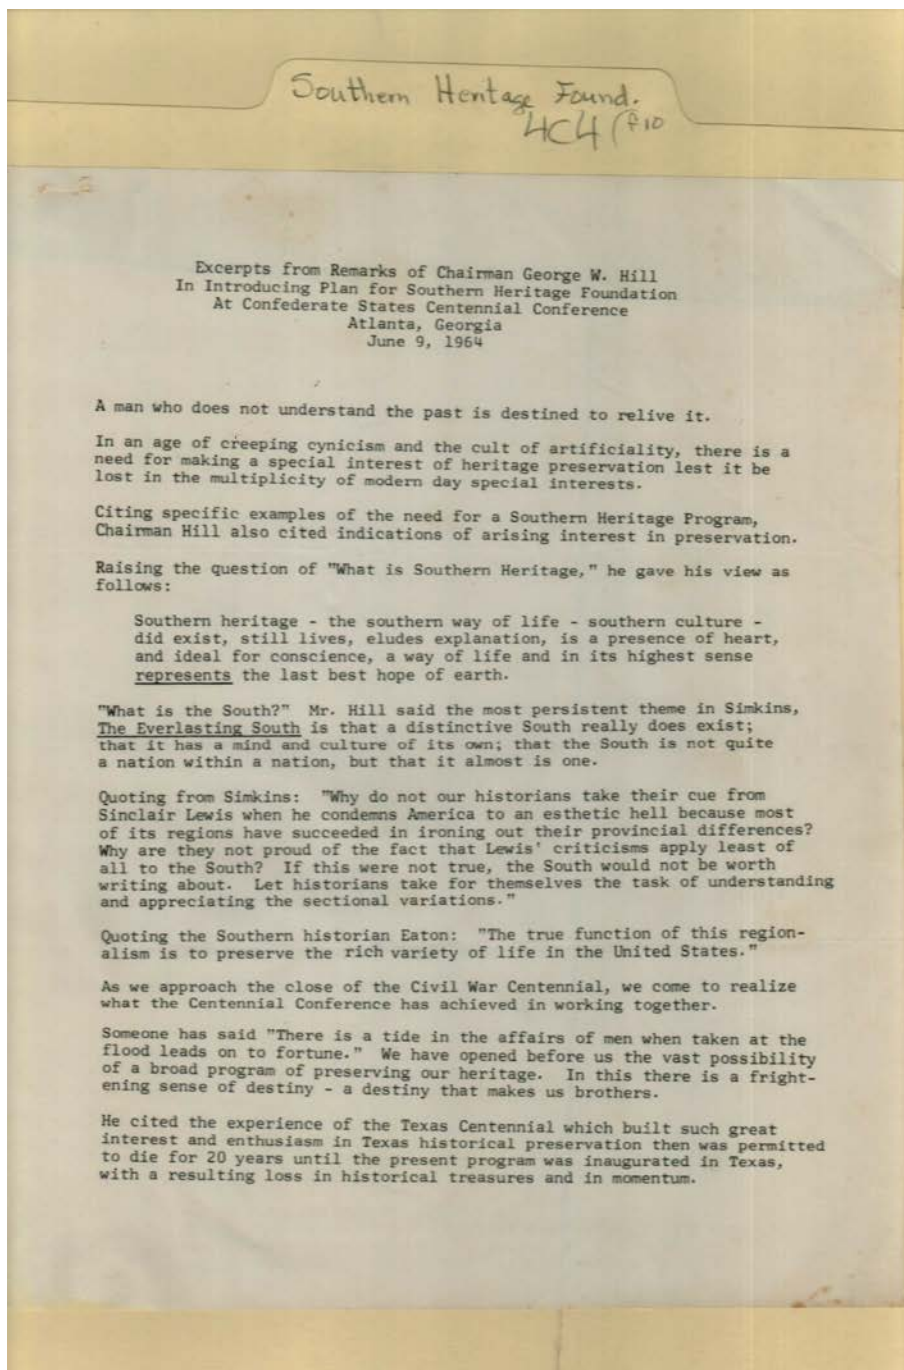 Southern Heritage Found.
4C4
Excerpts from Remarks of Chairman George W. Hill
In Introducing Plan for Southern Heritage Foundation
At Confederate States Centennial Conference
Atlanta, Georgia
June 9, 1964
A man who does not understand the past is destined to relive it.
In an age of creeping cynicism and the cult of artificiality, there is a
need for making a special interest of heritage preservation lest it be
lost in the multiplicity of modern day special interests.
Citing specific examples of the need for a Southern Heritage Program,
Chairman Hill also cited indications of arising interest in preservation.
Raising the question of "What is Southern Heritage," he gave his view as
follows:
Southern heritage - the southern way of life - southern culture -
did exist, still lives, eludes explanation, is a presence of heart,
and ideal for conscience, a way of life and in its highest sense
represents the last best hope of earth.
"What is the South?" Mr. Hill said the most persistent theme in Simkins,
The Everlasting South is that a distinctive South really does exist;
that it has a mind and culture of its own; that the South is not quite
a nation within a nation, but that it almost is one.
Quoting from Simkins: "Why do not our historians take their cue from
Sinclair Lewis when he condemns America to an esthetic hell because most
of its regions have succeeded in ironing out their provincial differences?
Why are they not proud of the fact that Lewis' criticisms apply least of
all to the South? If this were not true, the South would not be worth
writing about. Let historians take for themselves the task of understanding
and appreciating the sectional variations."
Quoting the Southern historian Eaton: "The true function of this region-
alism is to preserve the rich variety of life in the United States."
As we approach the close of the Civil War Centennial, we come to realize
what the Centennial Conference has achieved in working together.
Someone has said "There is a tide in the affairs of men when taken at the
flood leads on to fortune." We have opened before us the vast possibility
of a broad program of preserving our heritage. In this there is a fright-
ening sense of destiny - a destiny that makes us brothers.
He cited the experience of the Texas Centennial which built such great
interest and enthusiasm in Texas historical preservation then was permitted
to die for 20 years until the present program was inaugurated in Texas,
with a resulting loss in historical treasures and in momentum.